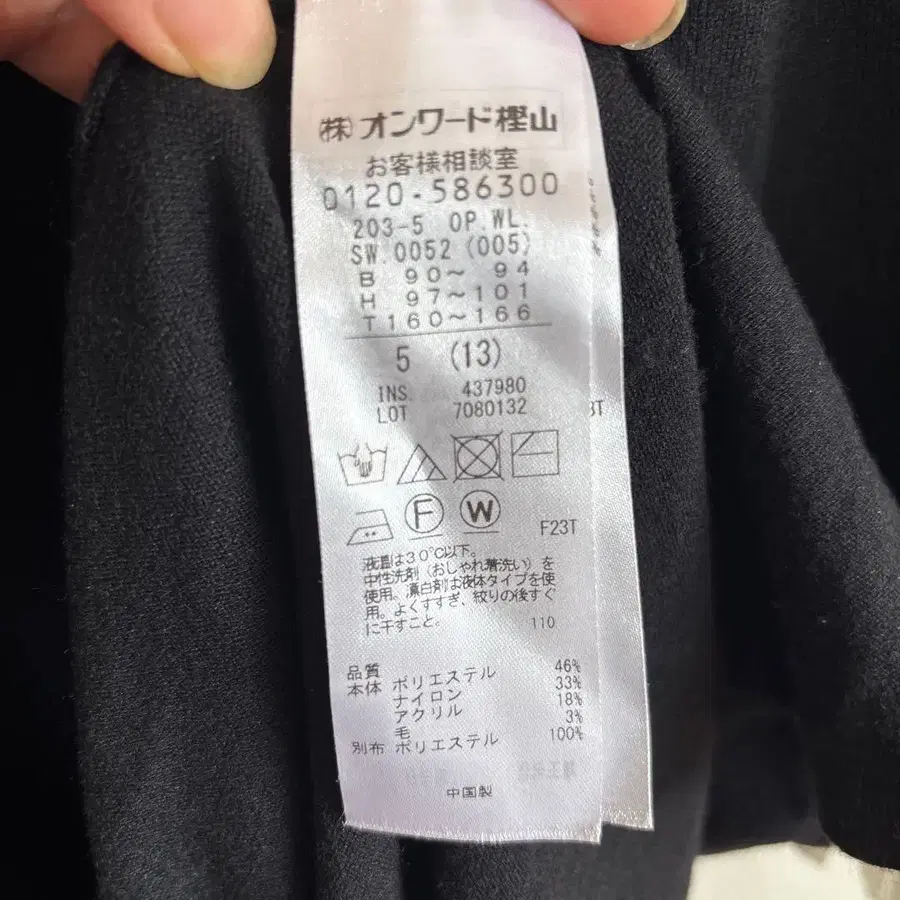 (株)オンワード樫山
お客様相談室
0120-586300
203-5 OP.WL.
SW.0052 (005)
B 90〜 94
H 97〜101
T160〜166
5 (13)
INS. 437980
LOT 7080132
3T
F W
F23T
液温は30℃以下。
中性洗剤(おしゃれ着洗い)を
使用。漂白剤は液体タイプを使
用。よくすすぎ、絞りの後すぐ
に干すこと。 110
品質
本体 ポリエステル 46%
ナイロン 33%
アクリル 18%
毛 3%
別布 ポリエステル 100%
中国製